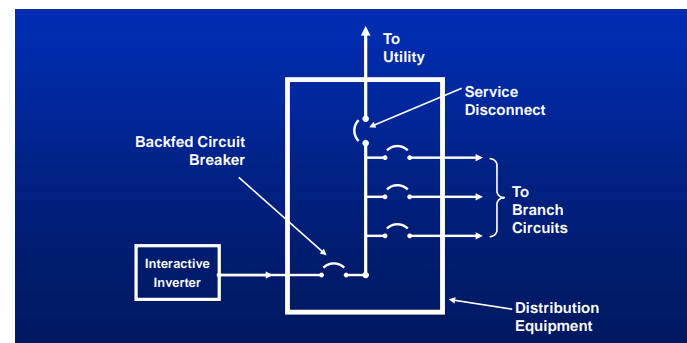 To
Utility
Service
Disconnect
Backfed Circuit
Breaker
To
Branch
Circuits
Interactive
Inverter
Distribution
Equipment